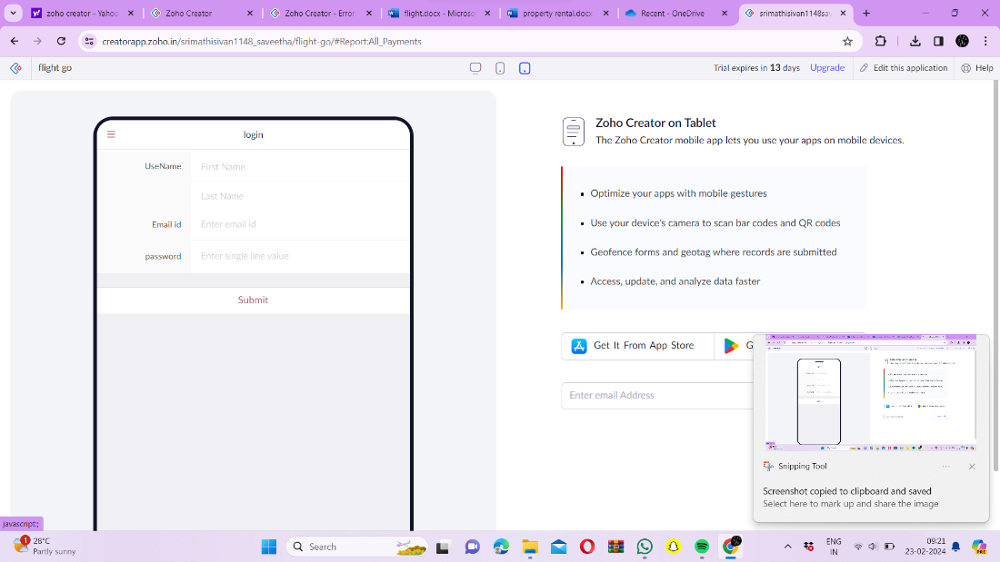 zoho creator - Yahoo
Zoho Creator
Zoho Creator - Error
flight.docx - Microso
property rental.docx
Recent - OneDrive
srimathisivan1148sa
creatorapp.zoho.in/srimathisivan1148_saveetha/flight-go/#Report:All_Payments
flight go
Trial expires in 13 days
Upgrade
Edit this application
Help
login
UseName
First Name
Last Name
Email id
Enter email id
password
Enter single line value
Submit
Zoho Creator on Tablet
The Zoho Creator mobile app lets you use your apps on mobile devices.
Optimize your apps with mobile gestures
Use your device's camera to scan bar codes and QR codes
Geofence forms and geotag where records are submitted
Access, update, and analyze data faster
Get It From App Store
G
Enter email Address
Snipping Tool
Screenshot copied to clipboard and saved
Select here to mark up and share the image
javascript:;
1
28°C
Partly sunny
Search
ENG
IN
09:21
23-02-2024
PRE